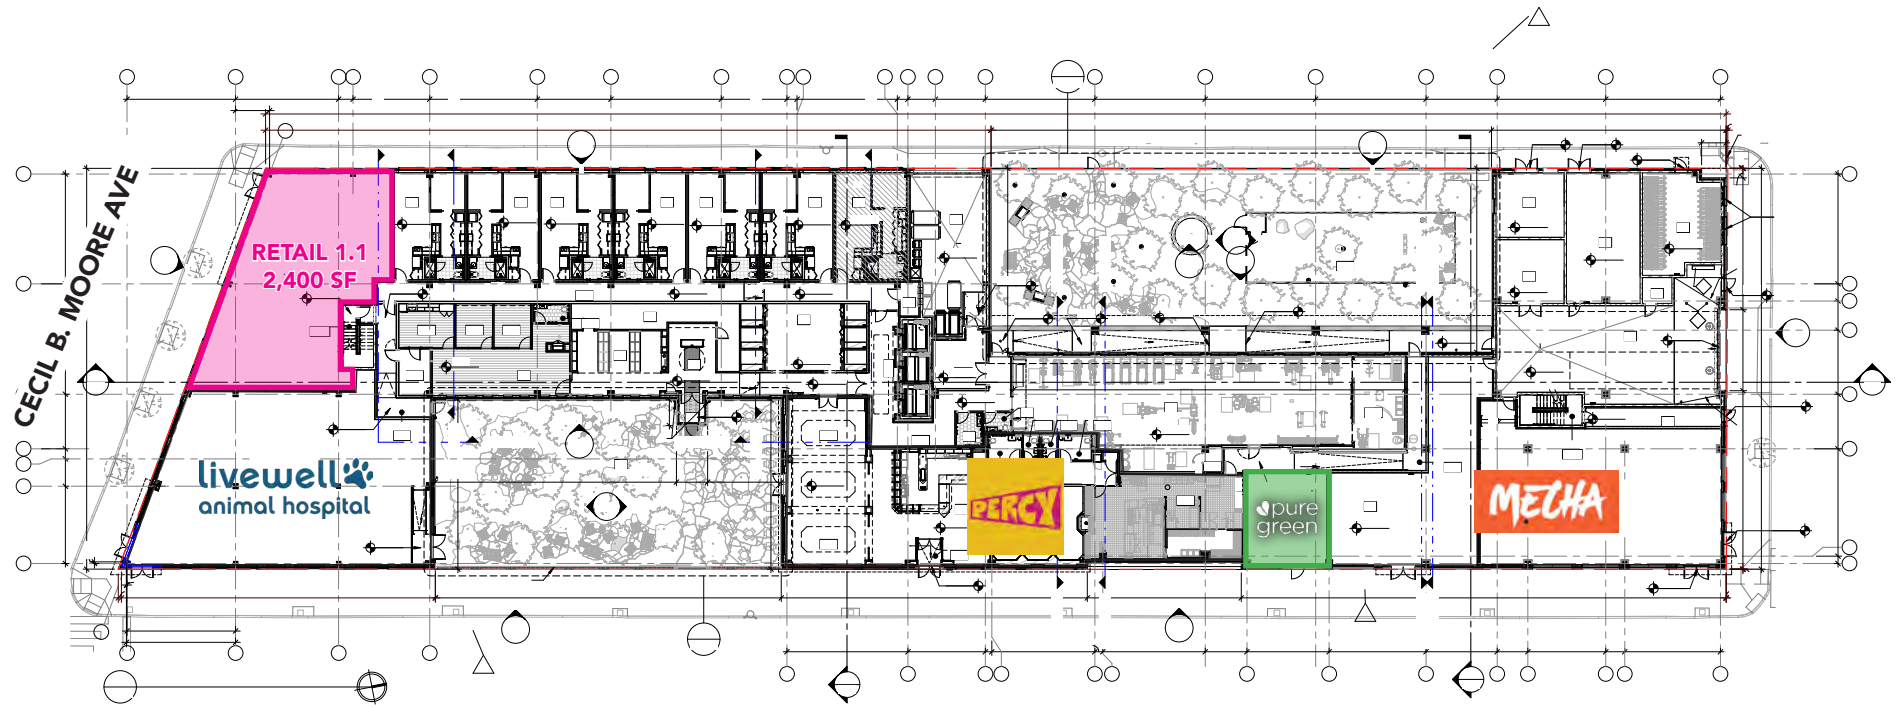 CECIL B. MOORE AVE
RETAIL 1.1
2,400 SF
livewell
animal hospital
PERCY
pure
green
MECHA